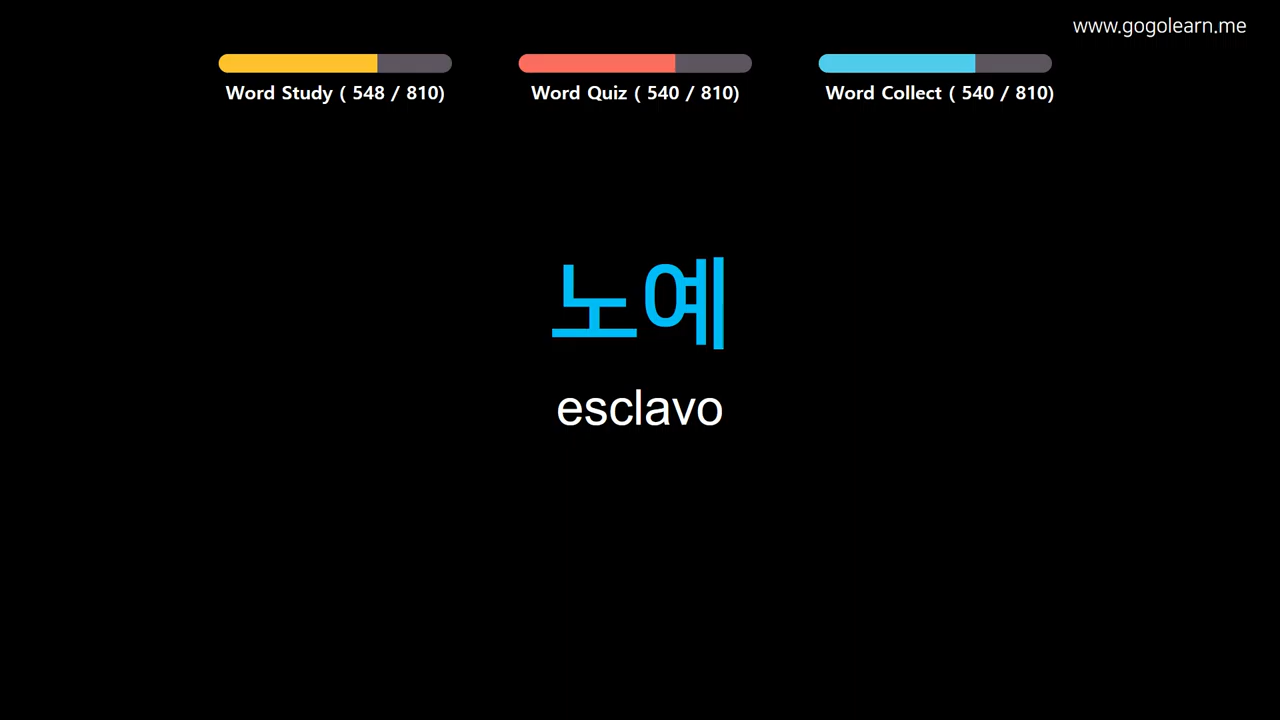 www.gogolearn.me
Word Study ( 548 / 810)
Word Quiz ( 540 / 810)
Word Collect ( 540 / 810)
노예
esclavo